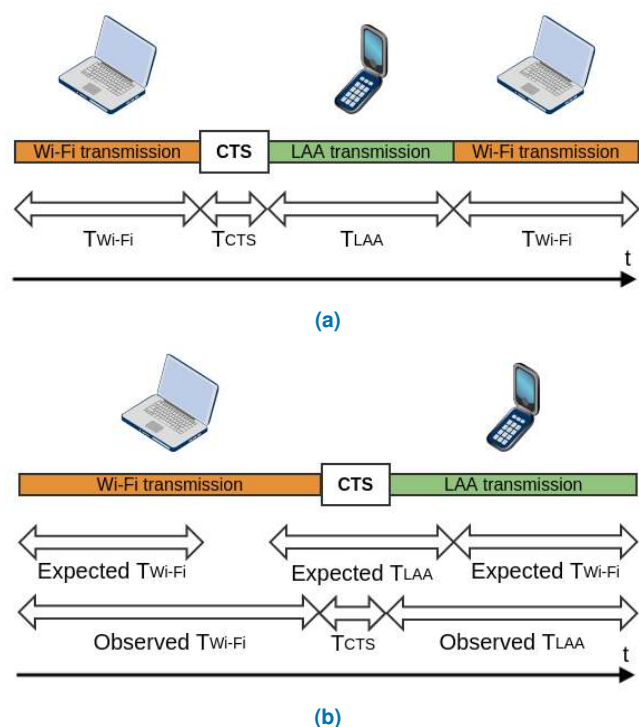 Wi-Fi transmission CTS LAA transmission Wi-Fi transmission
TWi-Fi TCTS TLAA TWi-Fi
t
(a)
Wi-Fi transmission CTS LAA transmission
Expected TWi-Fi Expected TLAA Expected TWi-Fi
Observed TWi-Fi TCTS Observed TLAA
t
(b)